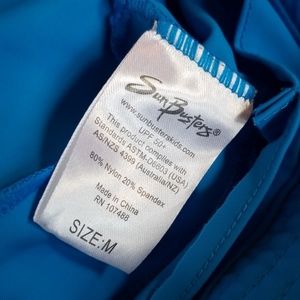 SunBusters®
www.sunbusterskids.com
UPF 50+
This product complies with
Standards ASTM-D6603 (USA)
AS/NZS 4399 (Australia/NZ)
80% Nylon 20% Spandex
Made in China
RN 107488
SIZE:M